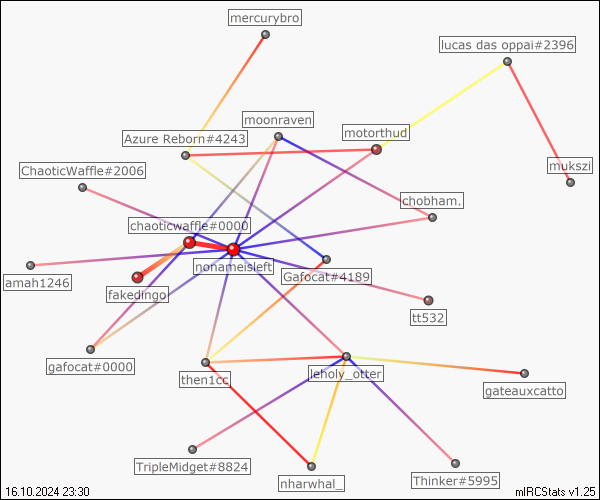 mercurybro
lucas das oppai#2396
moonraven
Azure Reborn#4243
motorthud
ChaoticWaffle#2006
mukszi
chobham.
chaoticwaffle#0000
nonameisleft
Gafocat#4189
amah1246
fakedingo
tt532
gafocat#0000
then1cc
leholy_otter
gateauxcatto
TripleMidget#8824
nharwhal_
Thinker#5995
16.10.2024 23:30
mIRCStats v1.25